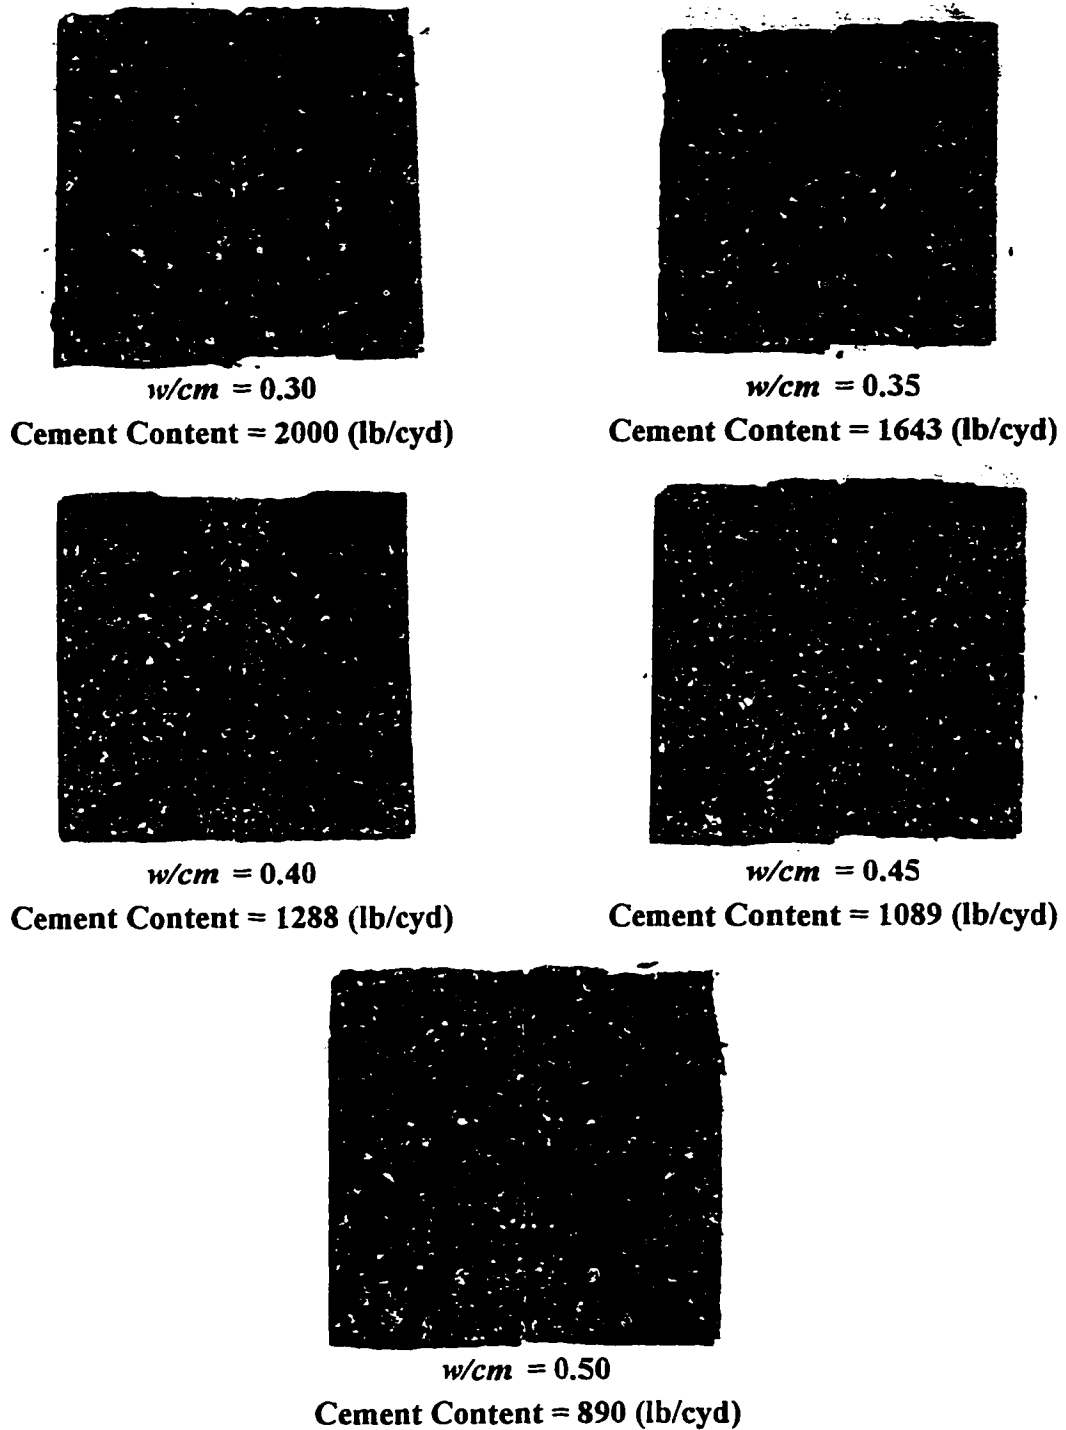 w/cm = 0.30
Cement Content = 2000 (lb/cyd)
w/cm = 0.35
Cement Content = 1643 (lb/cyd)
w/cm = 0.40
Cement Content = 1288 (lb/cyd)
w/cm = 0.45
Cement Content = 1089 (lb/cyd)
w/cm = 0.50
Cement Content = 890 (lb/cyd)